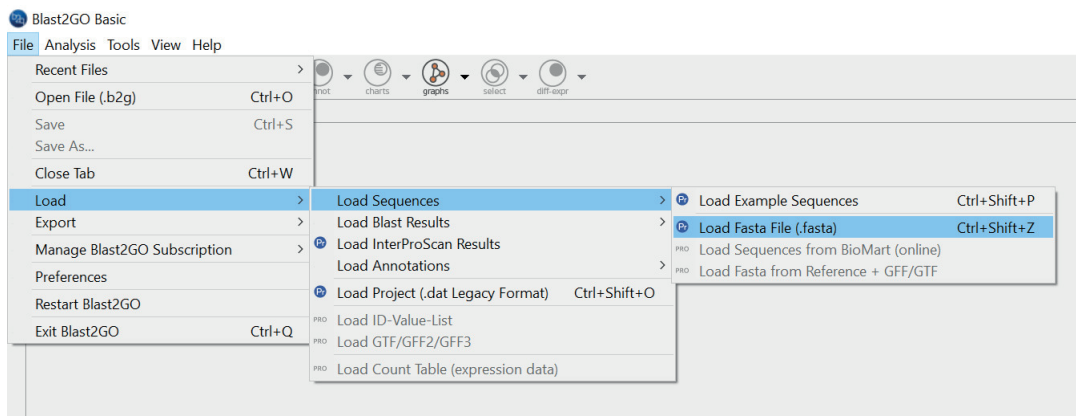 Blast2GO Basic
File Analysis Tools View Help
Recent Files >
Open File (.b2g) Ctrl+O
Save Ctrl+S
Save As...
Close Tab Ctrl+W
Load >
Export >
Manage Blast2GO Subscription >
Preferences
Restart Blast2GO
Exit Blast2GO Ctrl+Q
charts graphs select diff-expr
Load Sequences >
Load Blast Results >
Load InterProScan Results
Load Annotations >
Load Project (.dat Legacy Format) Ctrl+Shift+O
PRO Load ID-Value-List
PRO Load GTF/GFF2/GFF3
PRO Load Count Table (expression data)
Load Example Sequences Ctrl+Shift+P
Load Fasta File (.fasta) Ctrl+Shift+Z
PRO Load Sequences from BioMart (online)
PRO Load Fasta from Reference + GFF/GTF